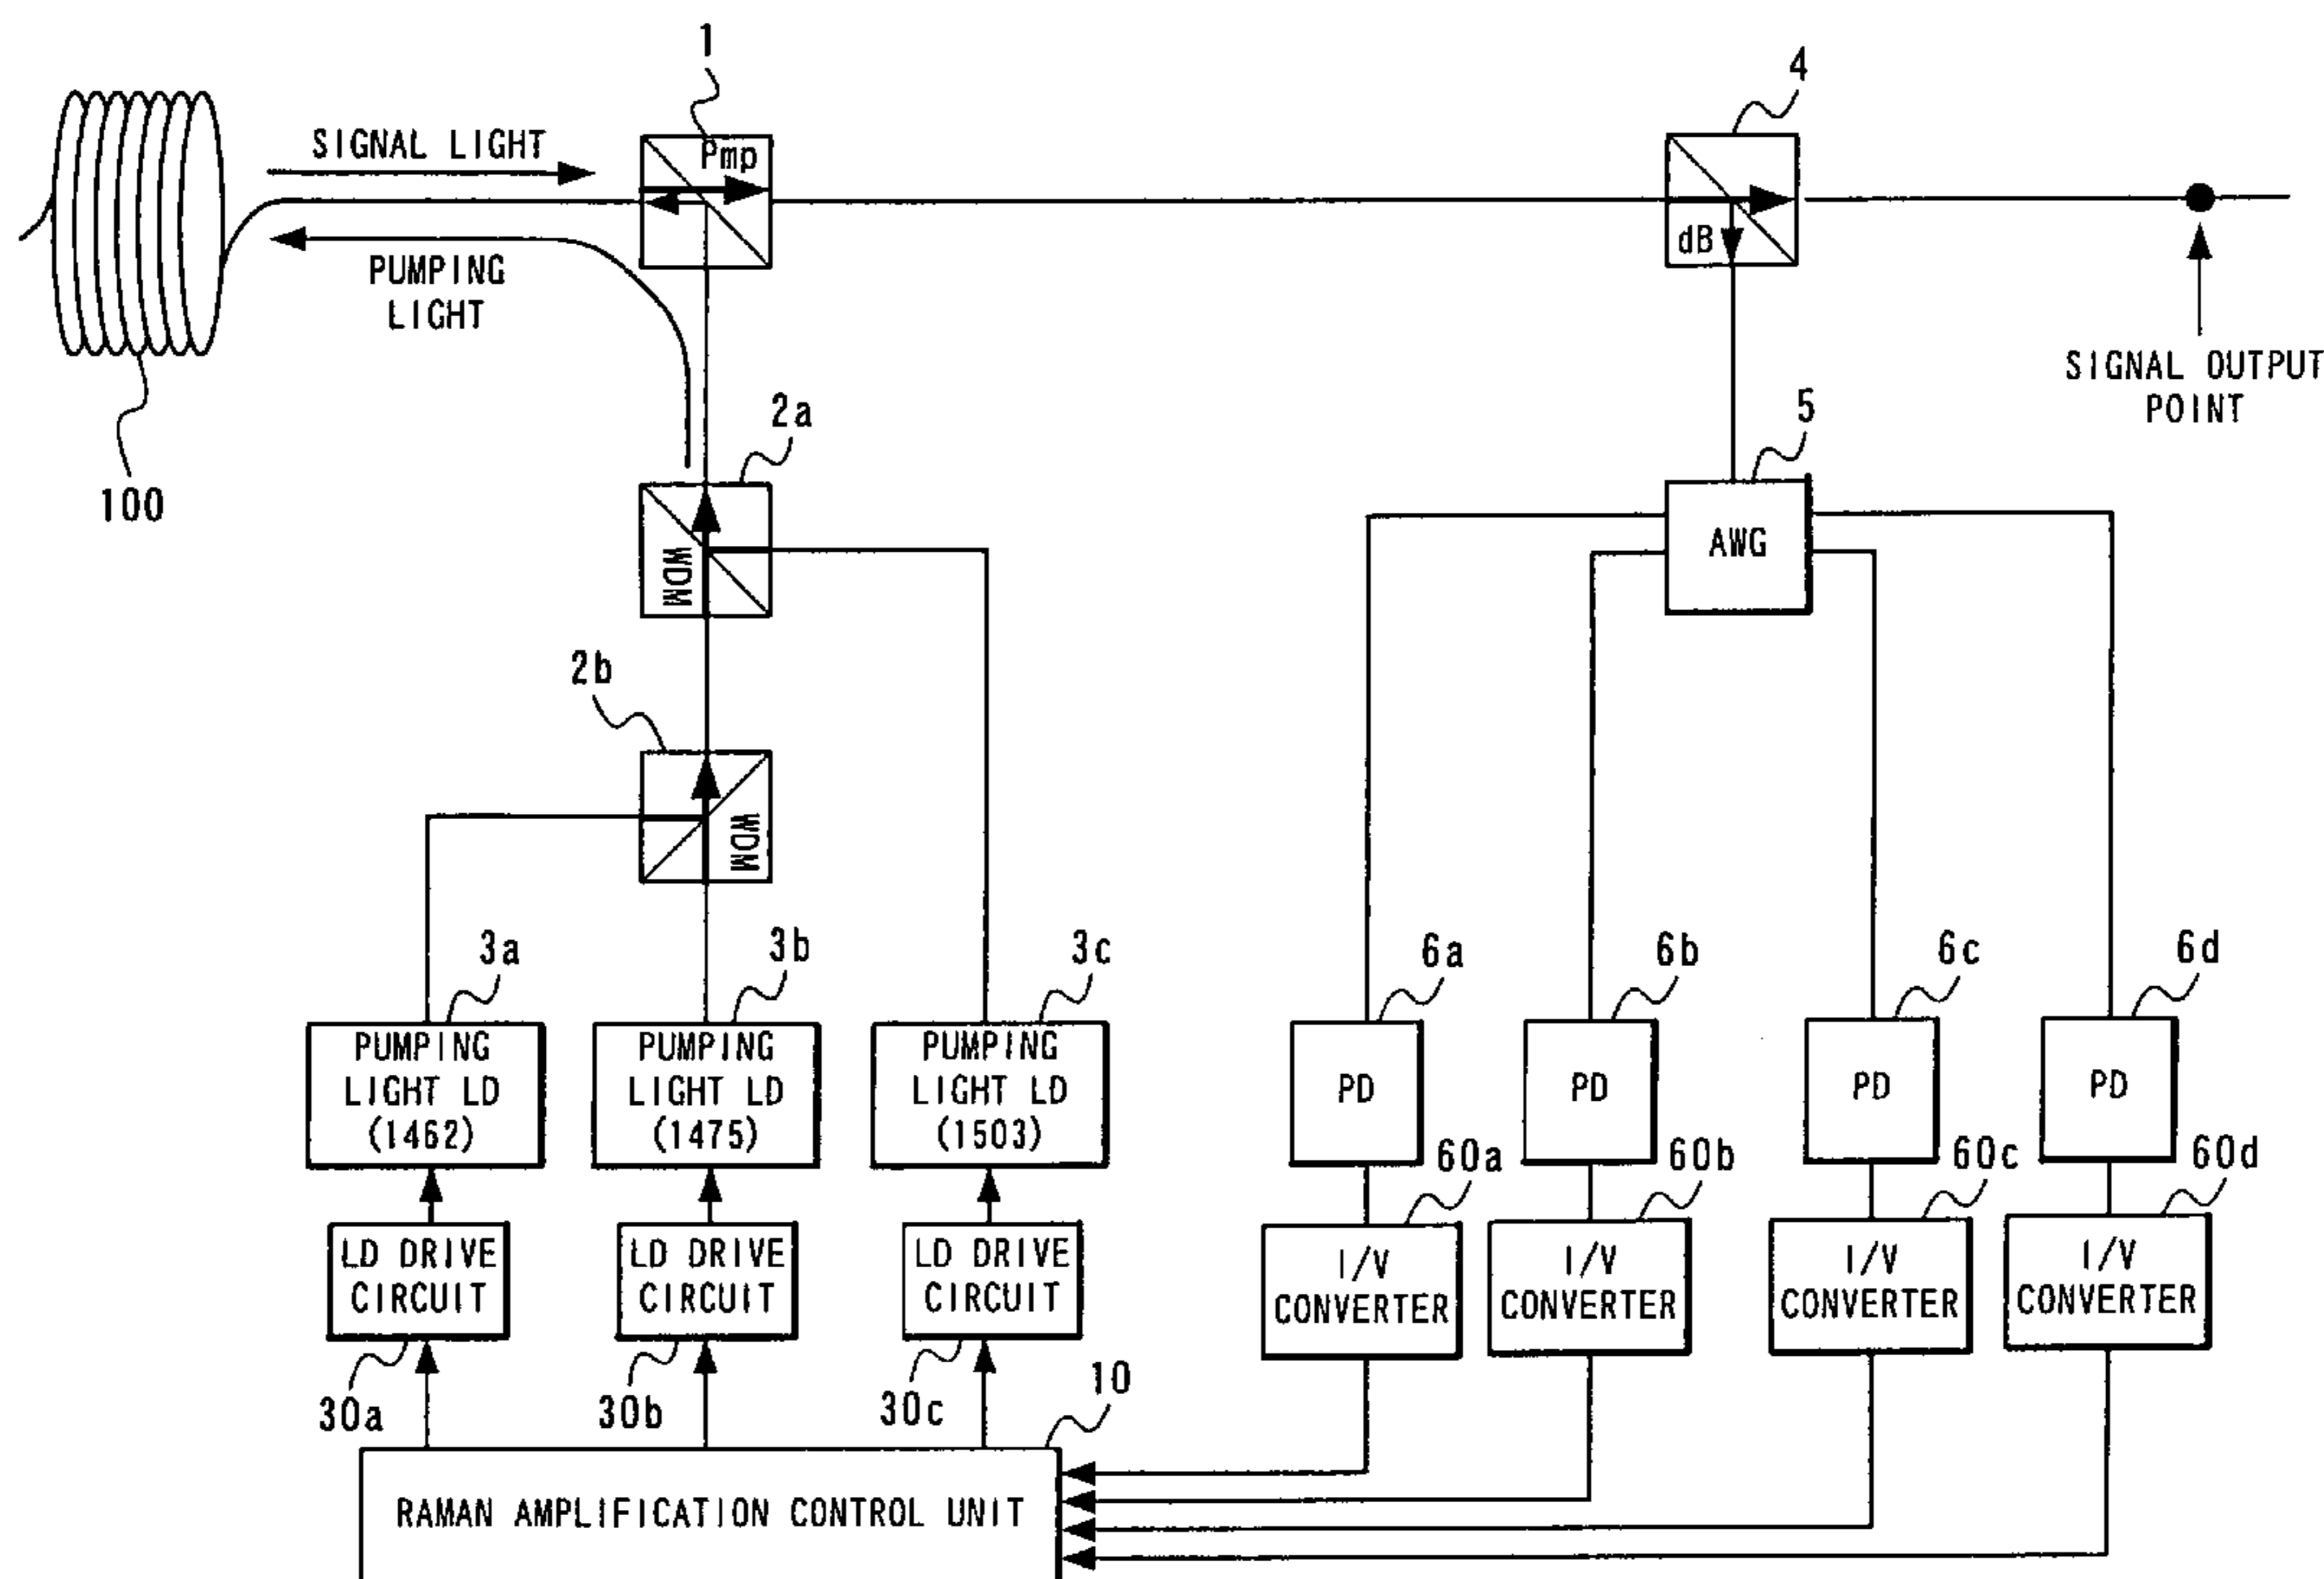 1
4
SIGNAL LIGHT
Pmp
dB
PUMPING
LIGHT
SIGNAL OUTPUT
POINT
100
2a
5
AWG
WDM
2b
WDM
3a
3b
3c
6a
6b
6c
6d
PUMPING
LIGHT LD
(1462)
PUMPING
LIGHT LD
(1475)
PUMPING
LIGHT LD
(1503)
PD
PD
PD
PD
60a
60b
60c
60d
LD DRIVE
CIRCUIT
LD DRIVE
CIRCUIT
LD DRIVE
CIRCUIT
I/V
CONVERTER
I/V
CONVERTER
I/V
CONVERTER
I/V
CONVERTER
30a
30b
30c
10
RAMAN AMPLIFICATION CONTROL UNIT